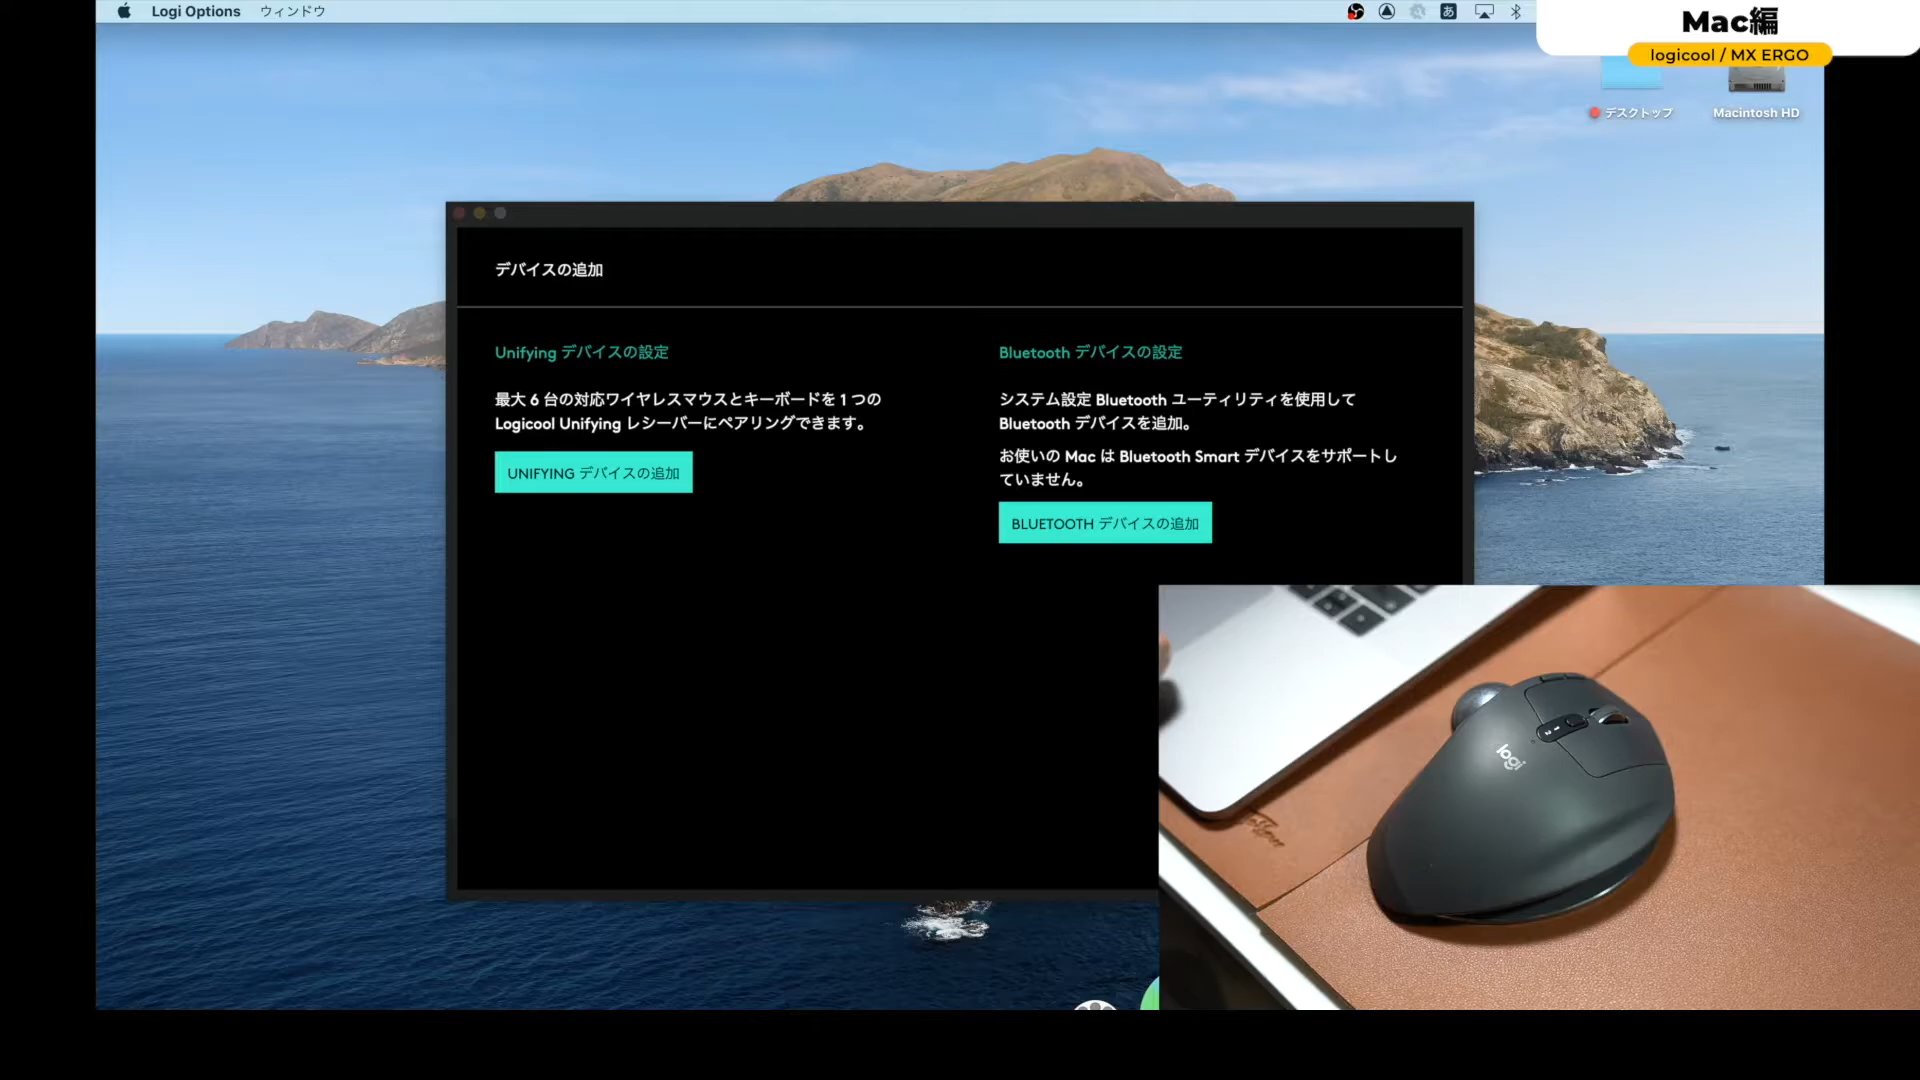 Logi Options ウィンドウ
あ
Mac編
logicool / MX ERGO
デスクトップ
Macintosh HD
デバイスの追加
Unifying デバイスの設定
最大 6 台の対応ワイヤレスマウスとキーボードを 1 つの
Logicool Unifying レシーバーにペアリングできます。
UNIFYING デバイスの追加
Bluetooth デバイスの設定
システム設定 Bluetooth ユーティリティを使用して
Bluetooth デバイスを追加。
お使いの Mac は Bluetooth Smart デバイスをサポートし
ていません。
BLUETOOTH デバイスの追加
logi
1
2